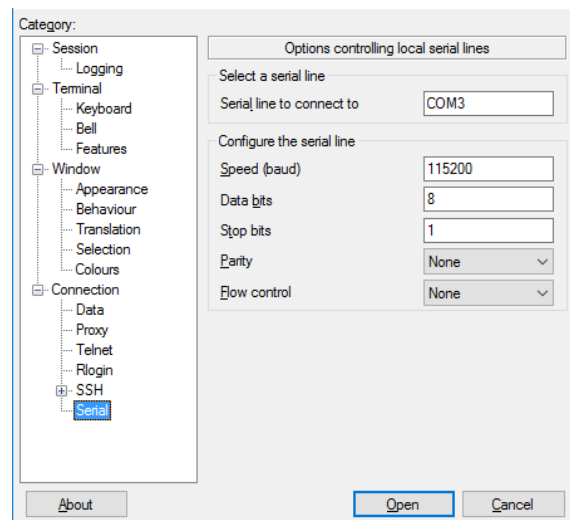 Category:
Session
Logging
Terminal
Keyboard
Bell
Features
Window
Appearance
Behaviour
Translation
Selection
Colours
Connection
Data
Proxy
Telnet
Rlogin
SSH
Serial
Options controlling local serial lines
Select a serial line
Serial line to connect to COM3
Configure the serial line
Speed (baud) 115200
Data bits 8
Stop bits 1
Parity None
Flow control None
About Open Cancel